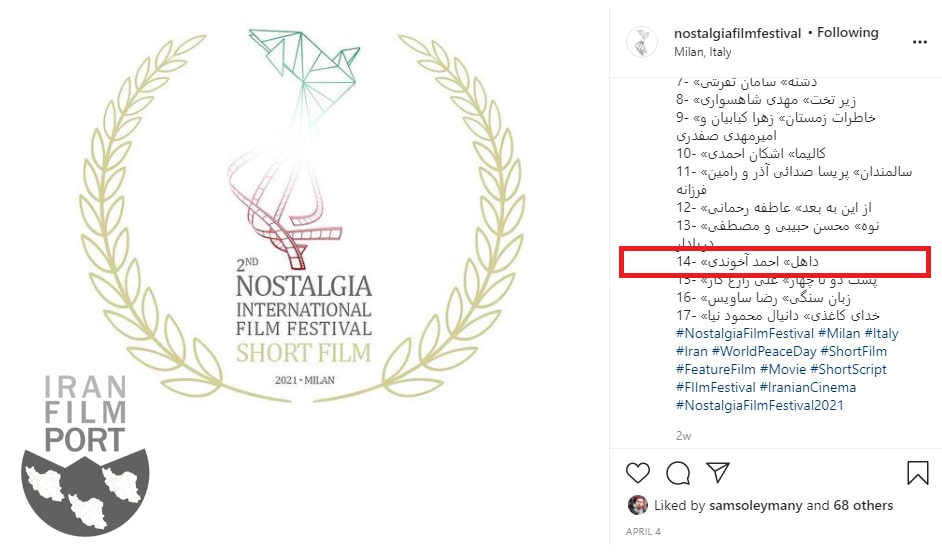 2ND
NOSTALGIA
INTERNATIONAL
FILM FESTIVAL
SHORT FILM
2021 - MILAN
IRAN
FILM
PORT
nostalgiafilmfestival • Following
Milan, Italy
7- دشنه» سامان تفرشی»
8- زیر تخت» مهدی شاهسواری»
9- خاطرات زمستان» زهرا کبابیان و»
امیرمهدی صفدری
10- کالیما» اشکان احمدی»
11- سالمندان» پریسا صدائی آذر و رامین»
فرزانه
12- از این به بعد» عاطفه رحمانی»
13- نوه» محسن حبیبی و مصطفی»
14- داهل» احمد آخوندی»
15- پشت دو تا چهار» علی زارع کار»
16- زبان سنگی» رضا ساویس»
17- خدای کاغذی» دانیال محمود نیا»
#NostalgiaFilmFestival #Milan #Italy
#Iran #WorldPeaceDay #ShortFilm
#FeatureFilm #Movie #ShortScript
#FIlmFestival #IranianCinema
#NostalgiaFilmFestival2021
2w
Liked by samsoleymany and 68 others
APRIL 4